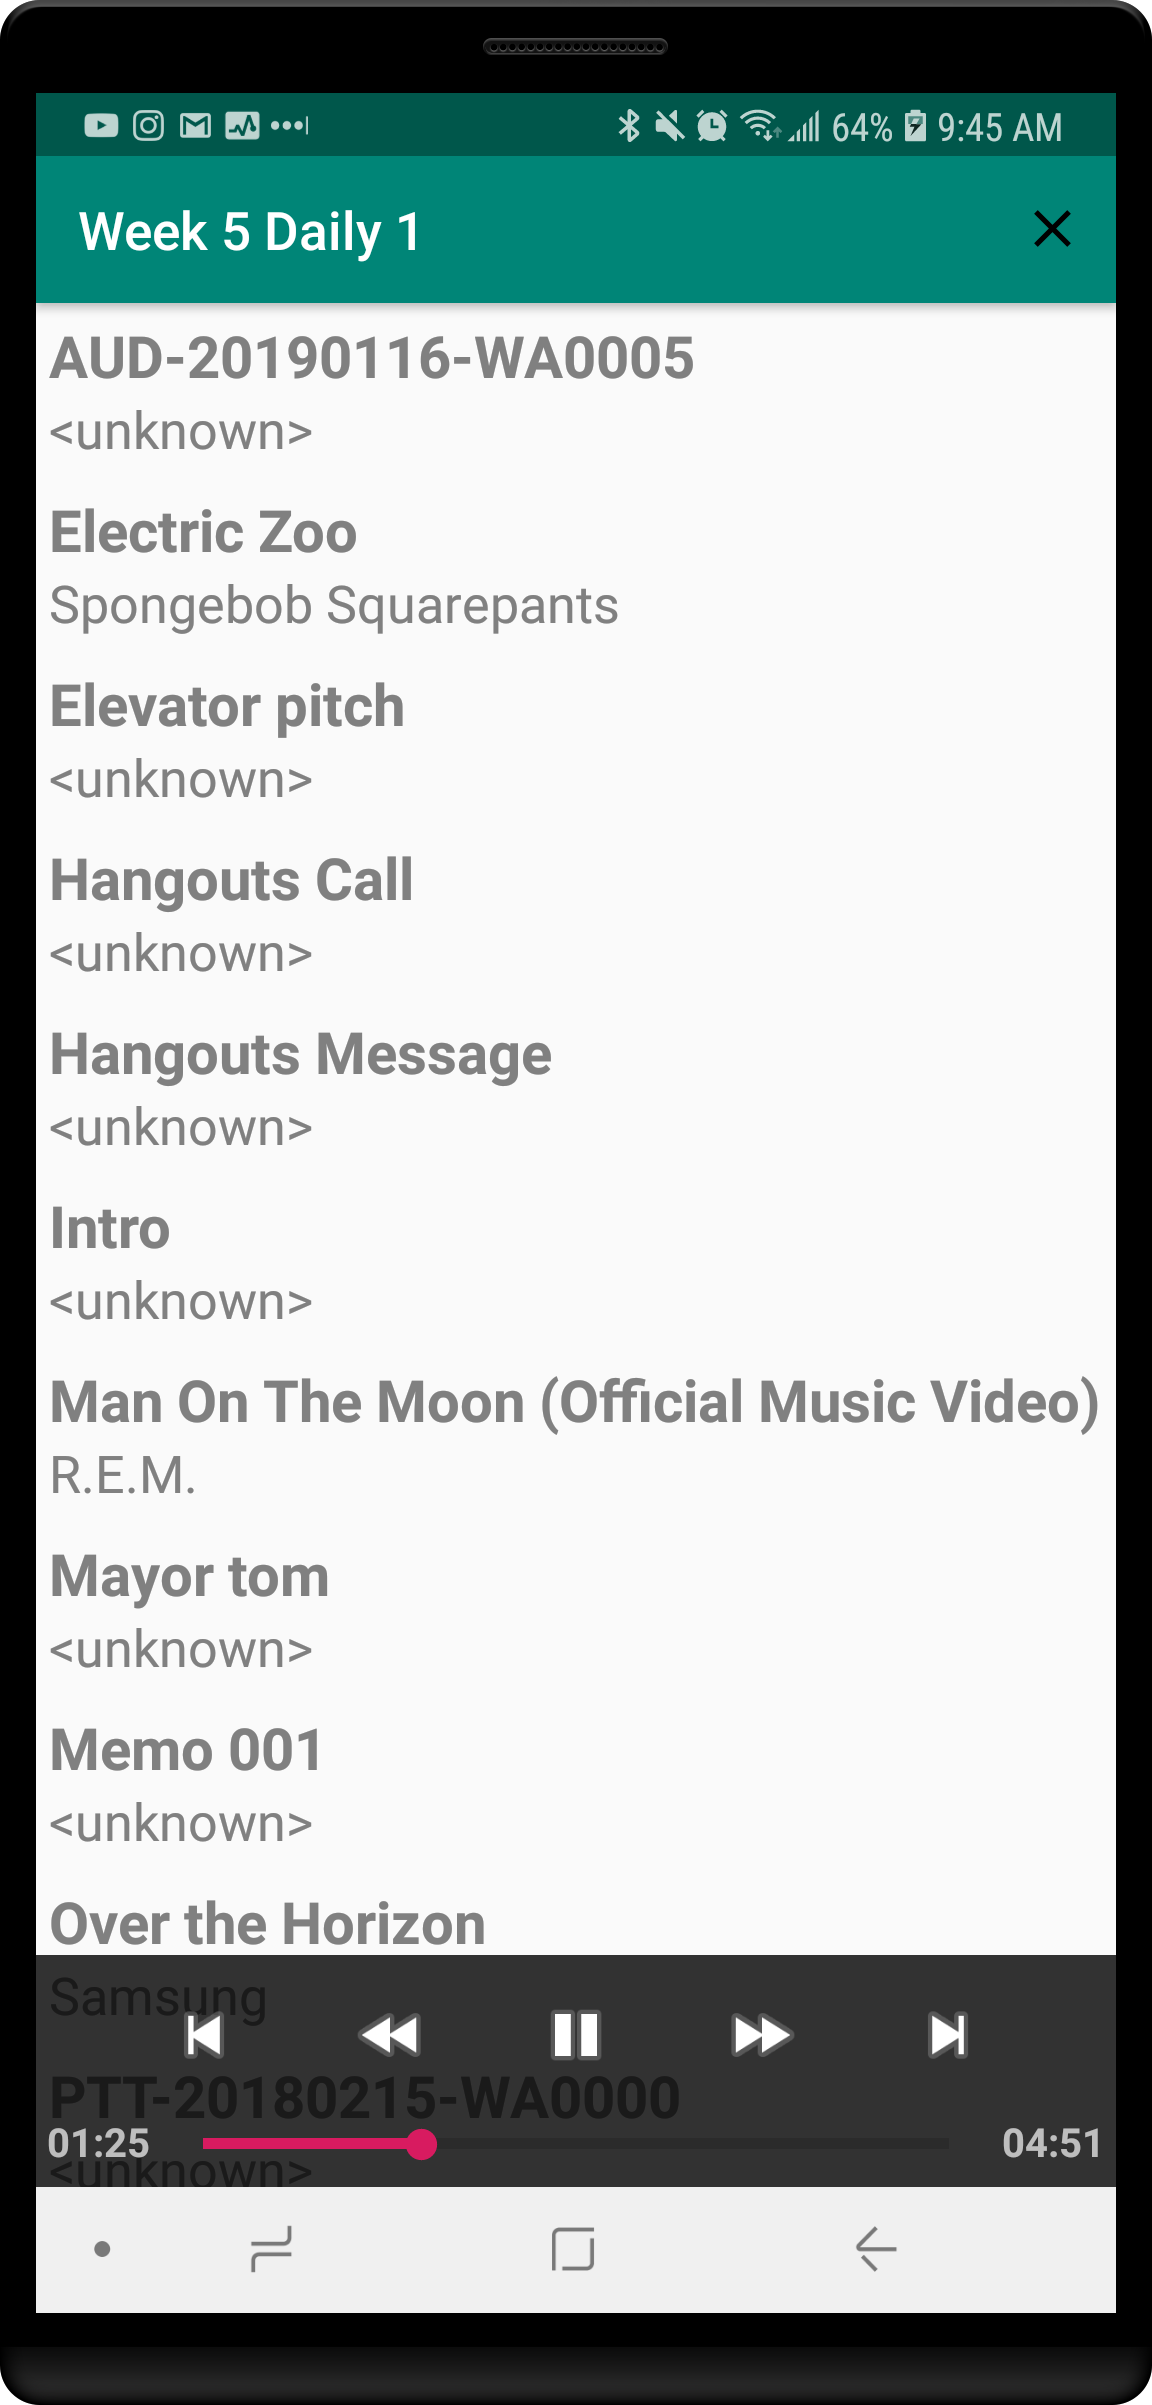 64% 9:45 AM
Week 5 Daily 1
AUD-20190116-WA0005
<unknown>
Electric Zoo
Spongebob Squarepants
Elevator pitch
<unknown>
Hangouts Call
<unknown>
Hangouts Message
<unknown>
Intro
<unknown>
Man On The Moon (Official Music Video)
R.E.M.
Mayor tom
<unknown>
Memo 001
<unknown>
Over the Horizon
Samsung
PTT-20180215-WA0000
01:25 04:51
<unknown>